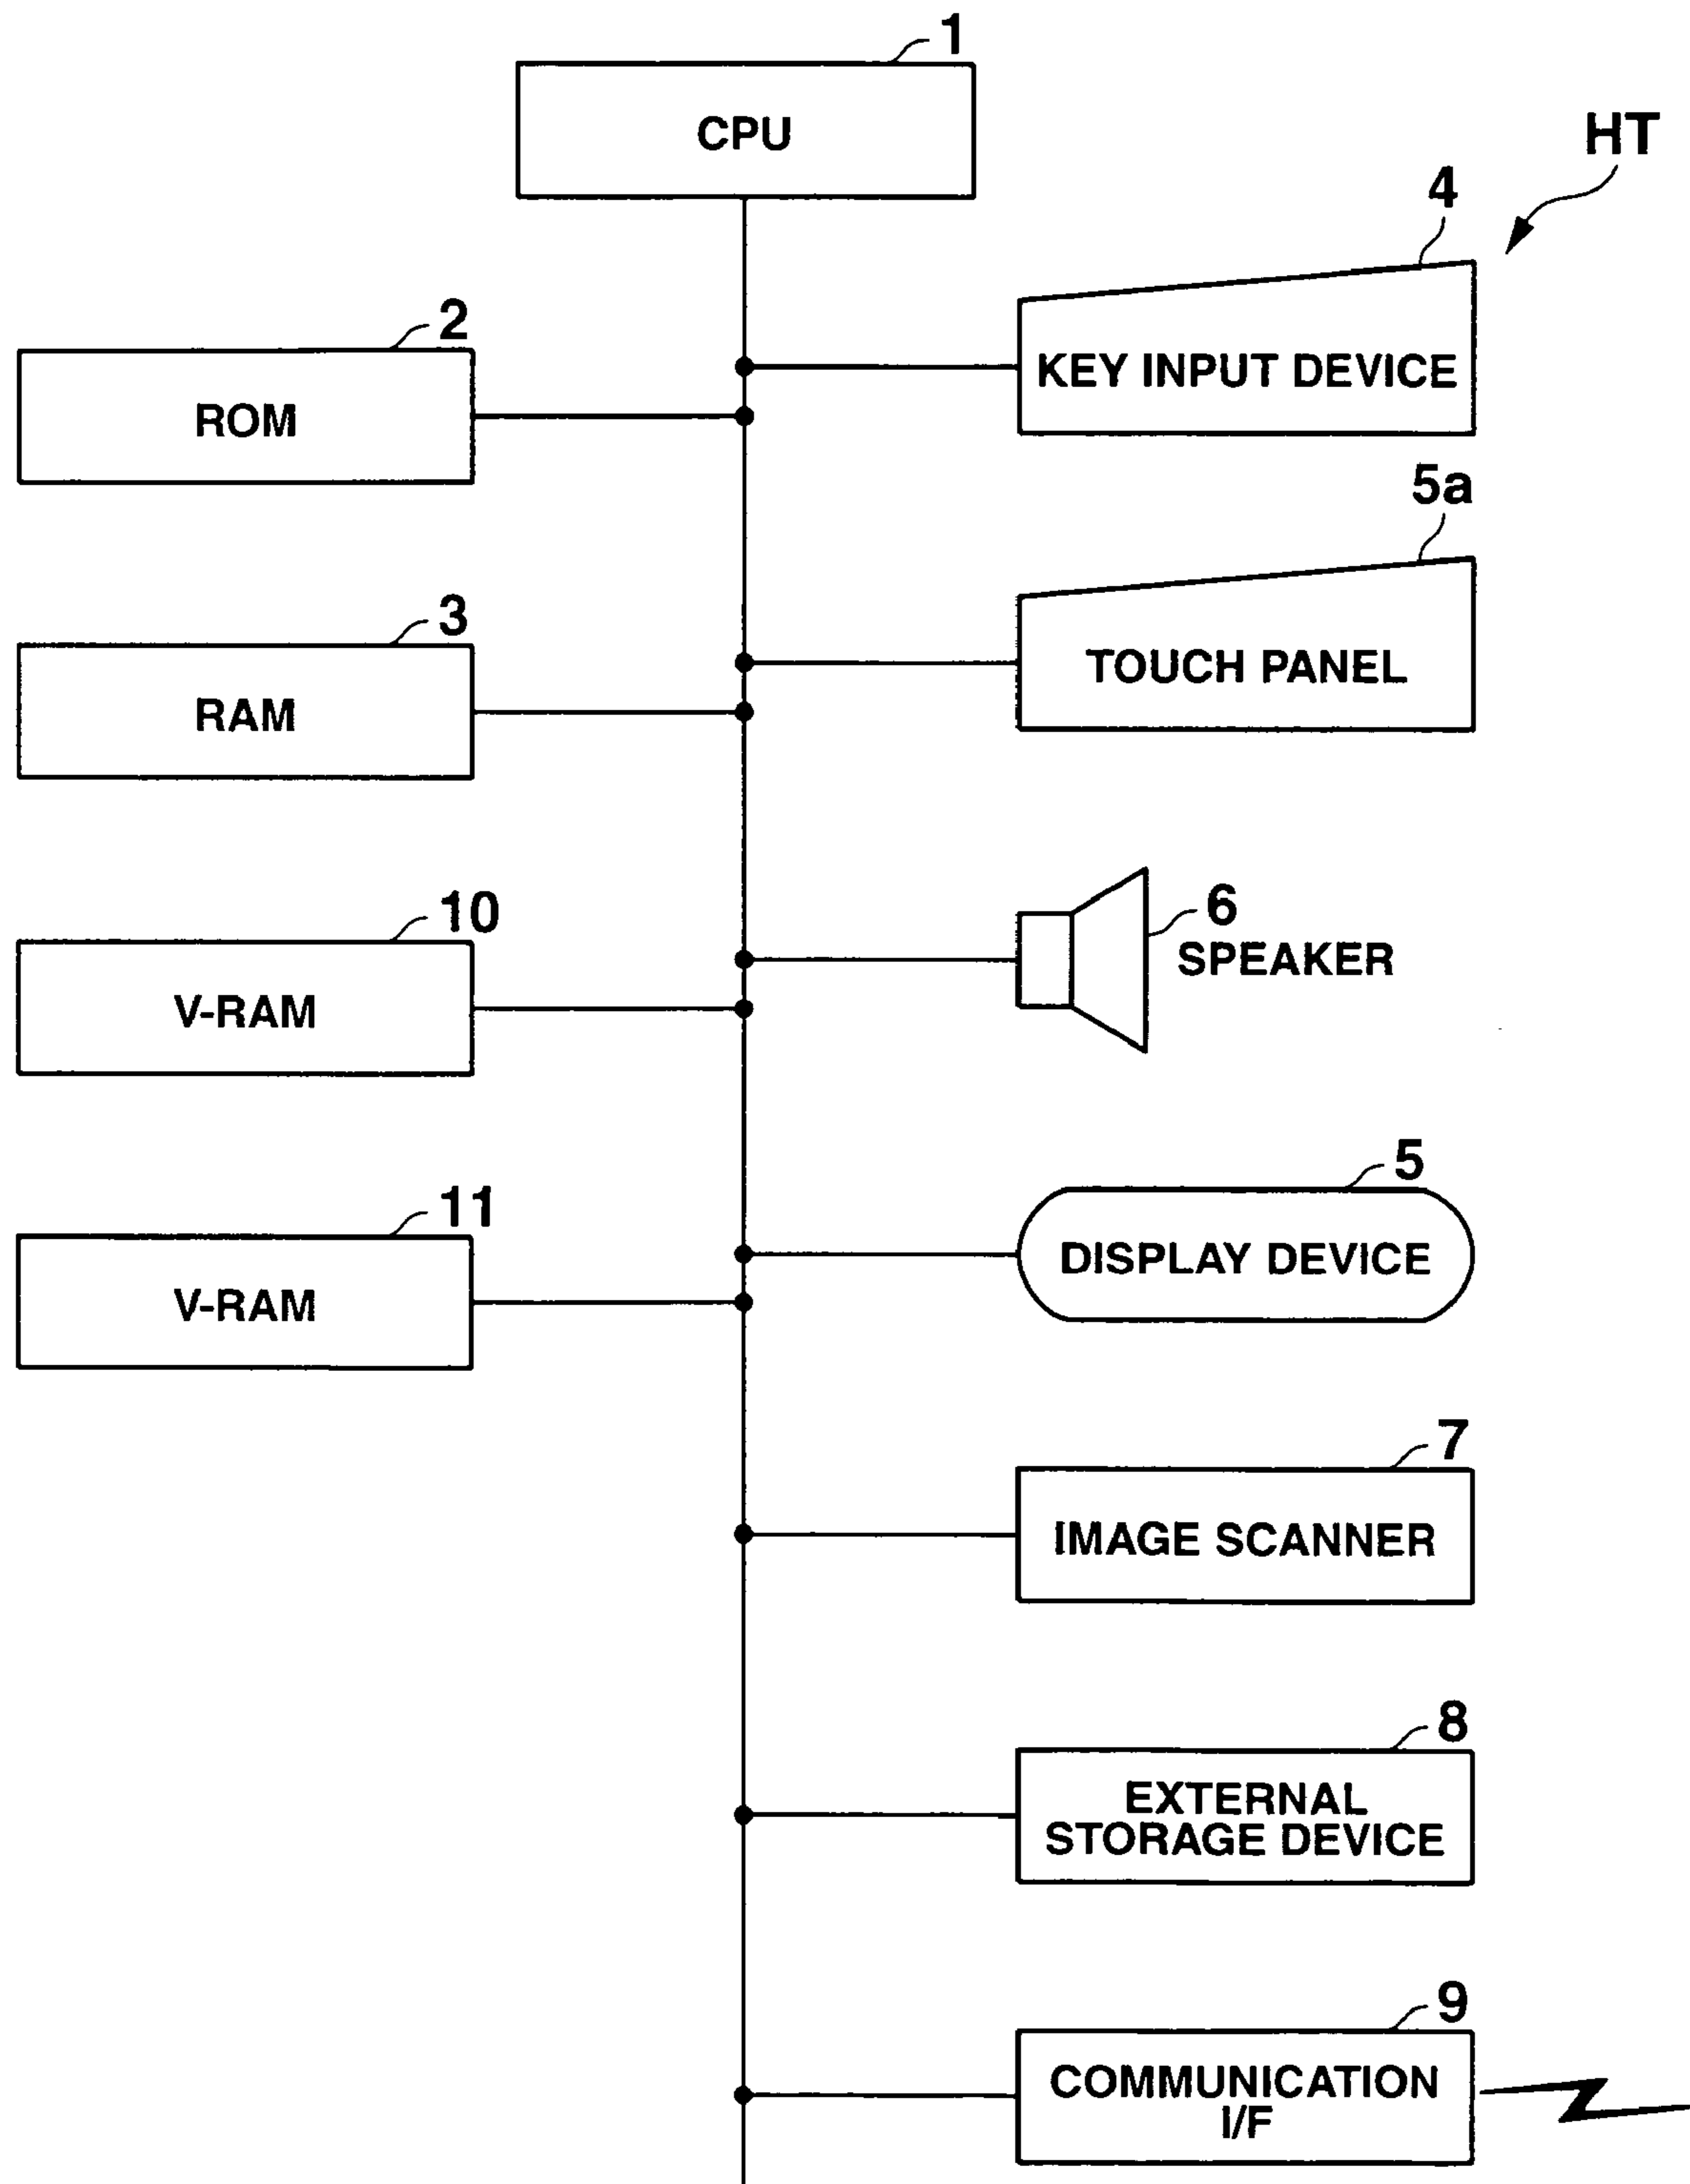 1
CPU
HT
4
KEY INPUT DEVICE
2
ROM
5a
TOUCH PANEL
3
RAM
6
SPEAKER
10
V-RAM
5
DISPLAY DEVICE
11
V-RAM
7
IMAGE SCANNER
8
EXTERNAL
STORAGE DEVICE
9
COMMUNICATION
I/F